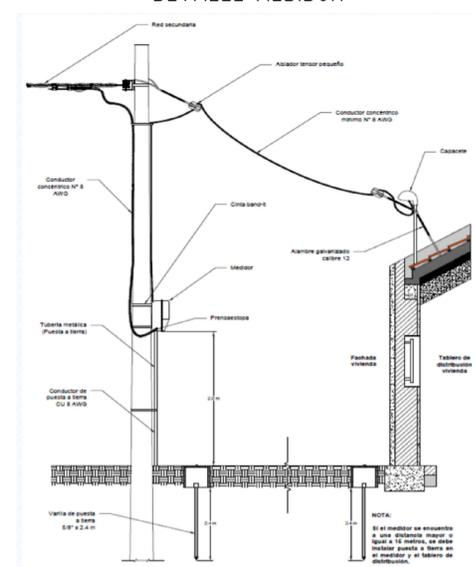 DETALLE MEDIDOR
Red secundaria
Aislador tensor pequeño
Conductor concéntrico
mínimo N° 8 AWG
Capacete
Conductor
concéntrico N° 8
AWG
Cinta band-it
Alambre galvanizado
calibre 12
Medidor
Prensaestopa
Tubería metálica
(Puesta a tierra)
Fachada
vivienda
Tablero de
distribución
vivienda
Conductor de
puesta a tierra
CU 8 AWG
Varilla de puesta
a tierra
5/8" x 2.4 m
NOTA:
Si el medidor se encuentra
a una distancia mayor o
igual a 15 metros, se debe
instalar puesta a tierra en
el medidor y el tablero de
distribución.